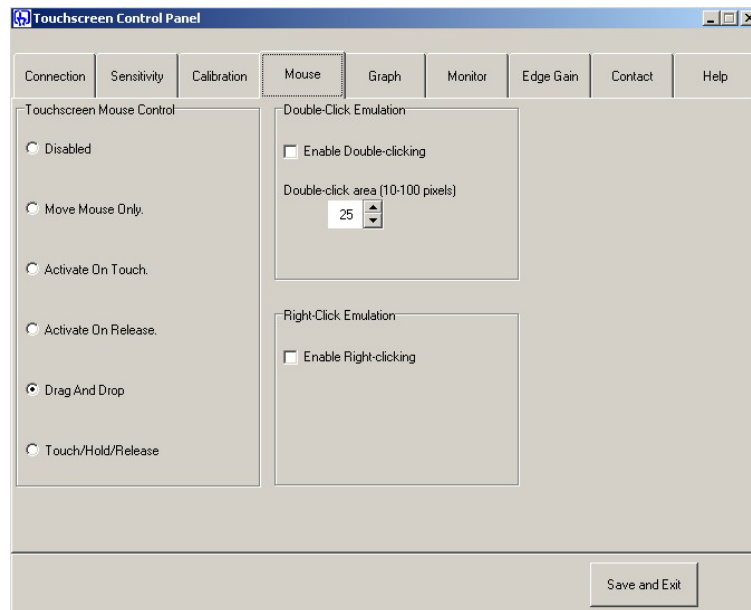 Touchscreen Control Panel
Connection Sensitivity Calibration Mouse Graph Monitor Edge Gain Contact Help
Touchscreen Mouse Control
Disabled
Move Mouse Only.
Activate On Touch.
Activate On Release.
Drag And Drop
Touch/Hold/Release
Double-Click Emulation
Enable Double-clicking
Double-click area (10-100 pixels)
25
Right-Click Emulation
Enable Right-clicking
Save and Exit